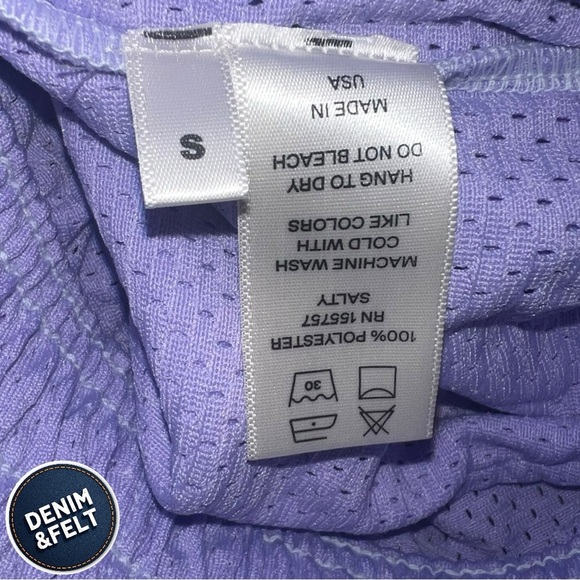 S
100% POLYESTER
RN 155757
SALTY
MACHINE WASH
COLD WITH
LIKE COLORS
HANG TO DRY
DO NOT BLEACH
MADE IN
USA
30
DENIM
&FELT